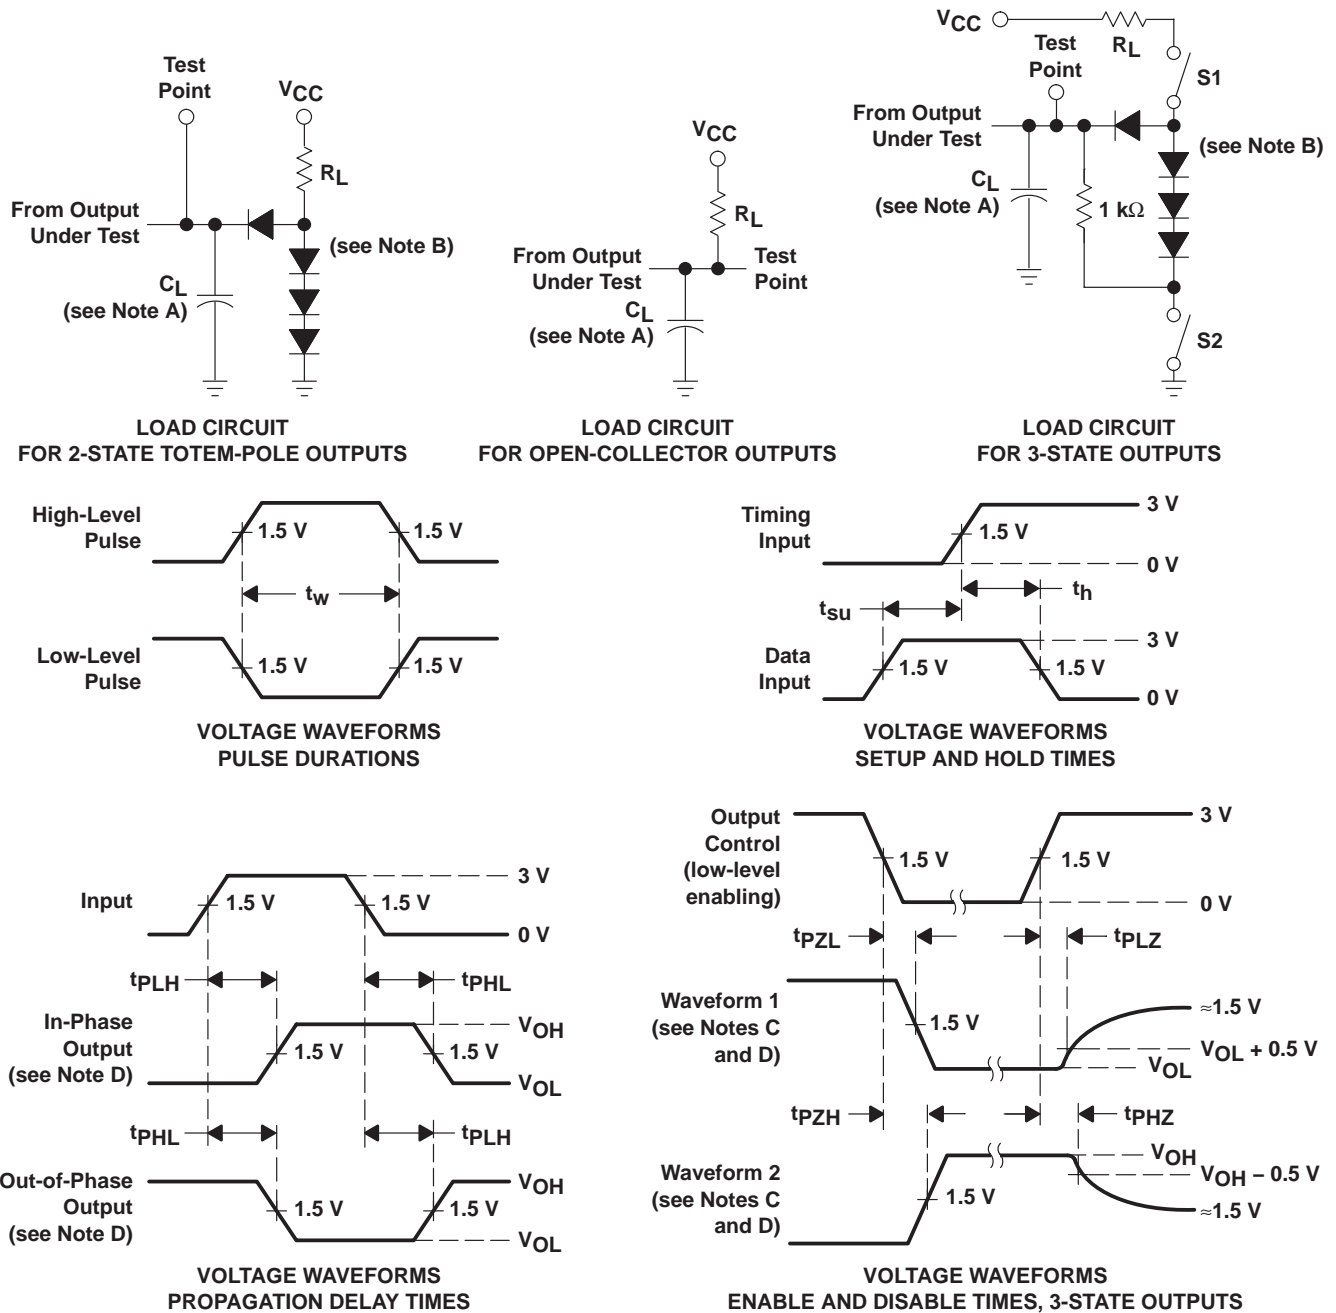 Test
Point
VCC
RL
From Output
Under Test
(see Note B)
CL
(see Note A)
LOAD CIRCUIT
FOR 2-STATE TOTEM-POLE OUTPUTS
VCC
RL
From Output
Under Test
Test
Point
CL
(see Note A)
LOAD CIRCUIT
FOR OPEN-COLLECTOR OUTPUTS
VCC
RL
Test
Point
S1
From Output
Under Test
(see Note B)
CL
(see Note A)
1 kΩ
S2
LOAD CIRCUIT
FOR 3-STATE OUTPUTS
High-Level
Pulse
1.5 V
1.5 V
tw
Low-Level
Pulse
1.5 V
1.5 V
VOLTAGE WAVEFORMS
PULSE DURATIONS
Timing
Input
1.5 V
3 V
0 V
th
tsu
Data
Input
1.5 V
1.5 V
3 V
0 V
VOLTAGE WAVEFORMS
SETUP AND HOLD TIMES
Input
1.5 V
1.5 V
3 V
0 V
tPLH
tPHL
In-Phase
Output
(see Note D)
1.5 V
1.5 V
VOH
VOL
tPHL
tPLH
Out-of-Phase
Output
(see Note D)
1.5 V
1.5 V
VOH
VOL
VOLTAGE WAVEFORMS
PROPAGATION DELAY TIMES
Output
Control
(low-level
enabling)
1.5 V
1.5 V
3 V
0 V
tPZL
tPLZ
Waveform 1
(see Notes C
and D)
1.5 V
≈1.5 V
VOL + 0.5 V
VOL
tPZH
tPHZ
Waveform 2
(see Notes C
and D)
1.5 V
VOH
VOH − 0.5 V
≈1.5 V
VOLTAGE WAVEFORMS
ENABLE AND DISABLE TIMES, 3-STATE OUTPUTS